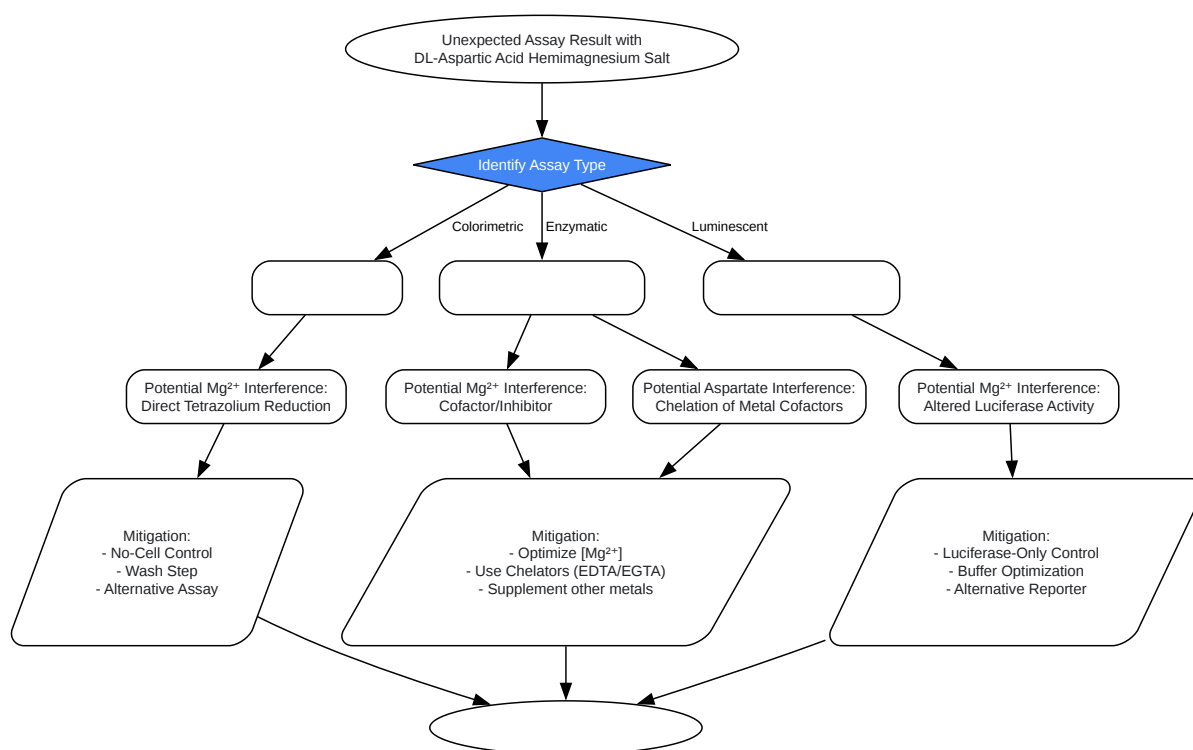 Unexpected Assay Result with
DL-Aspartic Acid Hemimagnesium Salt
Identify Assay Type
Colorimetric
Enzymatic
Luminescent
Potential Mg²⁺ Interference:
Direct Tetrazolium Reduction
Potential Mg²⁺ Interference:
Cofactor/Inhibitor
Potential Aspartate Interference:
Chelation of Metal Cofactors
Potential Mg²⁺ Interference:
Altered Luciferase Activity
Mitigation:
- No-Cell Control
- Wash Step
- Alternative Assay
Mitigation:
- Optimize [Mg²⁺]
- Use Chelators (EDTA/EGTA)
- Supplement other metals
Mitigation:
- Luciferase-Only Control
- Buffer Optimization
- Alternative Reporter